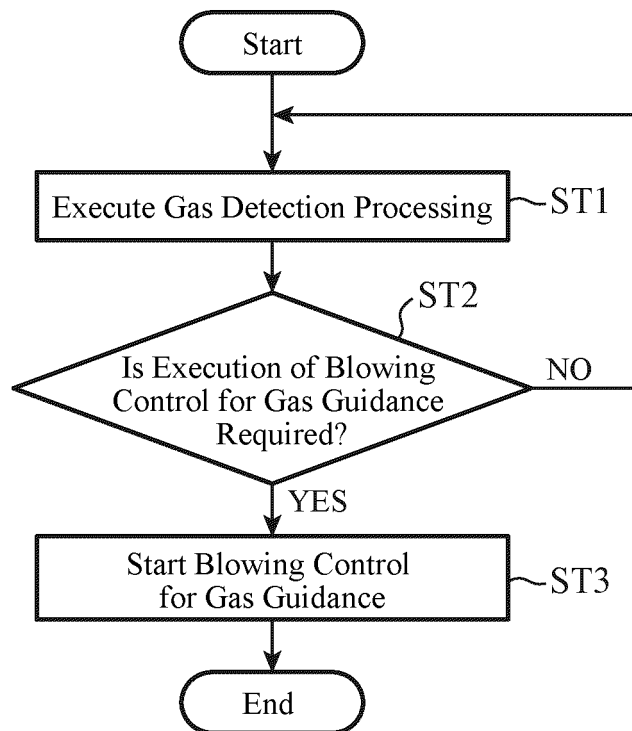 Start
Execute Gas Detection Processing
ST1
ST2
Is Execution of Blowing
Control for Gas Guidance
Required?
NO
YES
Start Blowing Control
for Gas Guidance
ST3
End